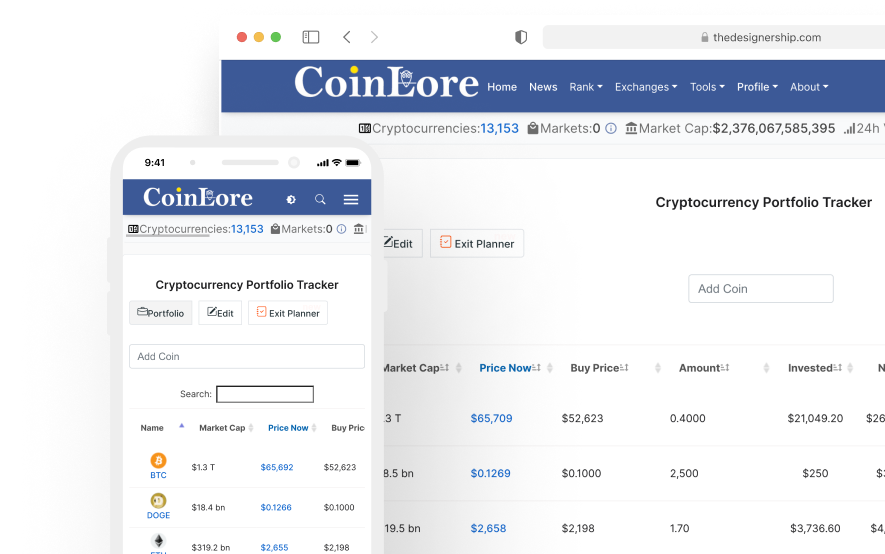 thedesignership.com
CoinLore Home News Rank Exchanges Tools Profile About
Cryptocurrencies:13,153 Markets:0 Market Cap:$2,376,067,585,395 24h
Cryptocurrency Portfolio Tracker
Edit Exit Planner
Add Coin
Market Cap Price Now Buy Price Amount Invested N
.3 T $65,709 $52,623 0.4000 $21,049.20 $26
8.5 bn $0.1269 $0.1000 2,500 $250
19.5 bn $2,658 $2,198 1.70 $3,736.60 $4,
9:41
CoinLore
Cryptocurrencies:13,153 Markets:0
Cryptocurrency Portfolio Tracker
Portfolio Edit Exit Planner
Add Coin
Search:
Name Market Cap Price Now Buy Pric
BTC $1.3 T $65,692 $52,623
DOGE $18.4 bn $0.1266 $0.1000
ETH $319.2 bn $2,655 $2,198